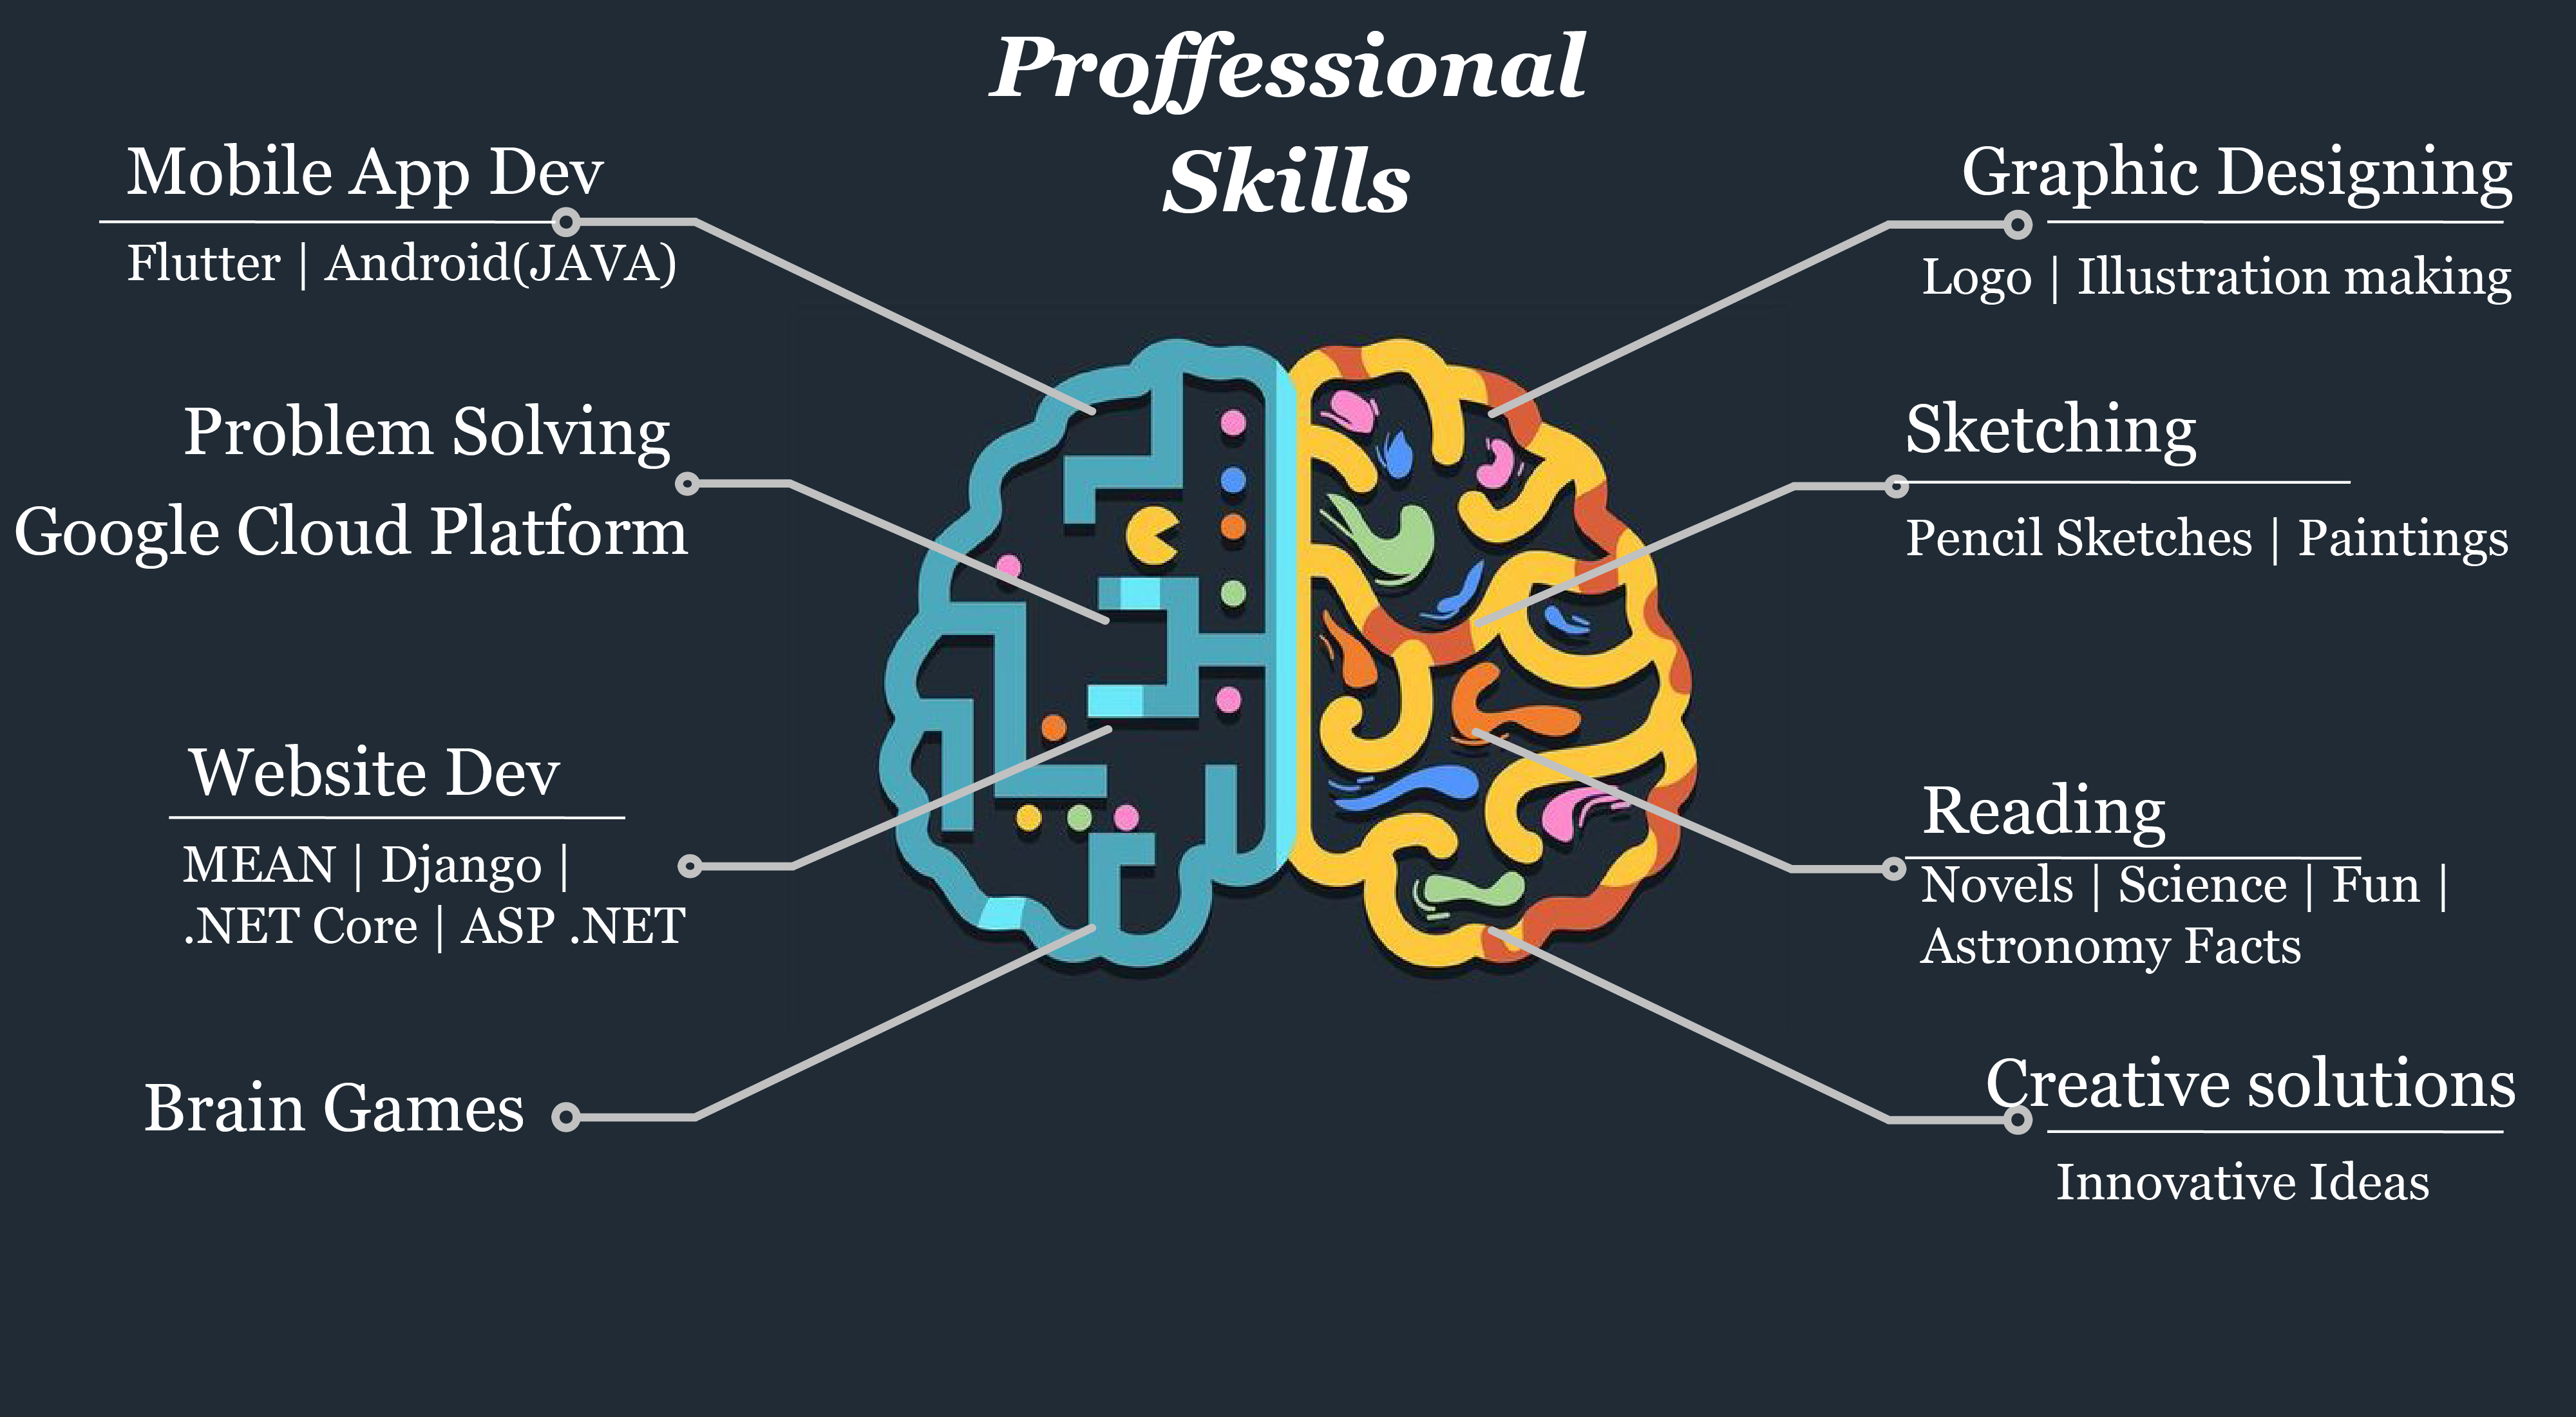 Proffessional
Skills
Mobile App Dev
Flutter | Android(JAVA)
Problem Solving
Google Cloud Platform
Website Dev
MEAN | Django |
.NET Core | ASP .NET
Brain Games
Graphic Designing
Logo | Illustration making
Sketching
Pencil Sketches | Paintings
Reading
Novels | Science | Fun |
Astronomy Facts
Creative solutions
Innovative Ideas